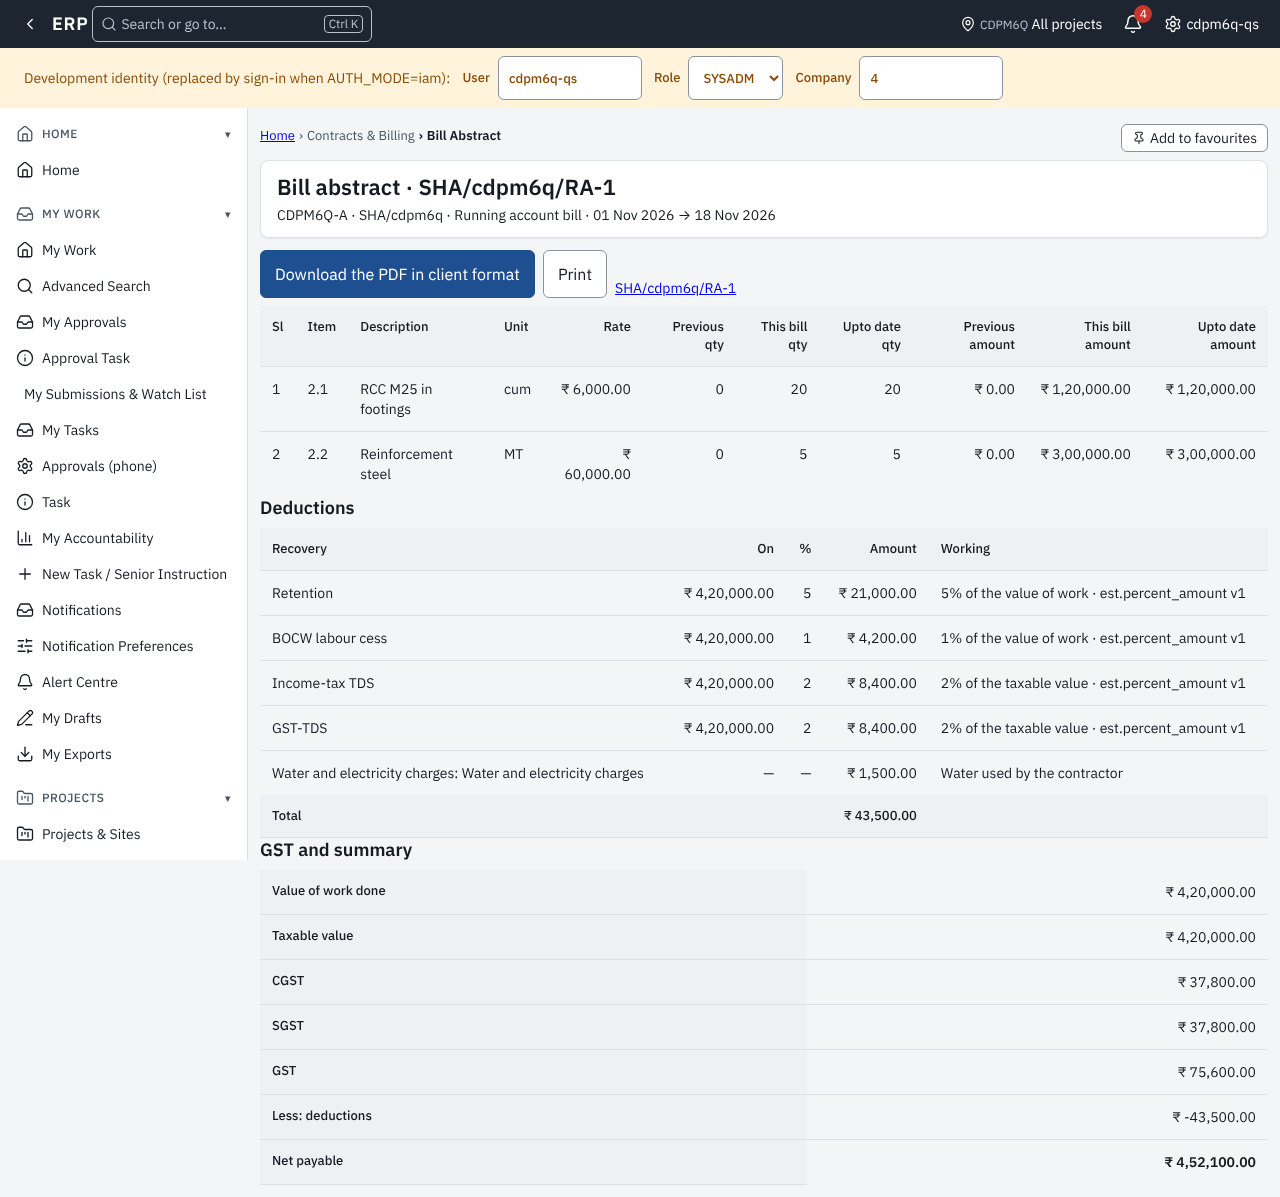 ERP
Search or go to...
Ctrl K
CDPM6Q All projects
4
cdpm6q-qs
Development identity (replaced by sign-in when AUTH_MODE=iam): User cdpm6q-qs Role SYSADM Company 4
HOME
Home
MY WORK
My Work
Advanced Search
My Approvals
Approval Task
My Submissions & Watch List
My Tasks
Approvals (phone)
Task
My Accountability
New Task / Senior Instruction
Notifications
Notification Preferences
Alert Centre
My Drafts
My Exports
PROJECTS
Projects & Sites
Home › Contracts & Billing › Bill Abstract
Add to favourites
Bill abstract · SHA/cdpm6q/RA-1
CDPM6Q-A · SHA/cdpm6q · Running account bill · 01 Nov 2026 → 18 Nov 2026
Download the PDF in client format Print SHA/cdpm6q/RA-1
Sl Item Description Unit Rate Previous qty This bill qty Upto date qty Previous amount This bill amount Upto date amount
1 2.1 RCC M25 in footings cum ₹ 6,000.00 0 20 20 ₹ 0.00 ₹ 1,20,000.00 ₹ 1,20,000.00
2 2.2 Reinforcement steel MT ₹ 60,000.00 0 5 5 ₹ 0.00 ₹ 3,00,000.00 ₹ 3,00,000.00
Deductions
Recovery On % Amount Working
Retention ₹ 4,20,000.00 5 ₹ 21,000.00 5% of the value of work · est.percent_amount v1
BOCW labour cess ₹ 4,20,000.00 1 ₹ 4,200.00 1% of the value of work · est.percent_amount v1
Income-tax TDS ₹ 4,20,000.00 2 ₹ 8,400.00 2% of the taxable value · est.percent_amount v1
GST-TDS ₹ 4,20,000.00 2 ₹ 8,400.00 2% of the taxable value · est.percent_amount v1
Water and electricity charges: Water and electricity charges — — ₹ 1,500.00 Water used by the contractor
Total ₹ 43,500.00
GST and summary
Value of work done ₹ 4,20,000.00
Taxable value ₹ 4,20,000.00
CGST ₹ 37,800.00
SGST ₹ 37,800.00
GST ₹ 75,600.00
Less: deductions ₹ -43,500.00
Net payable ₹ 4,52,100.00